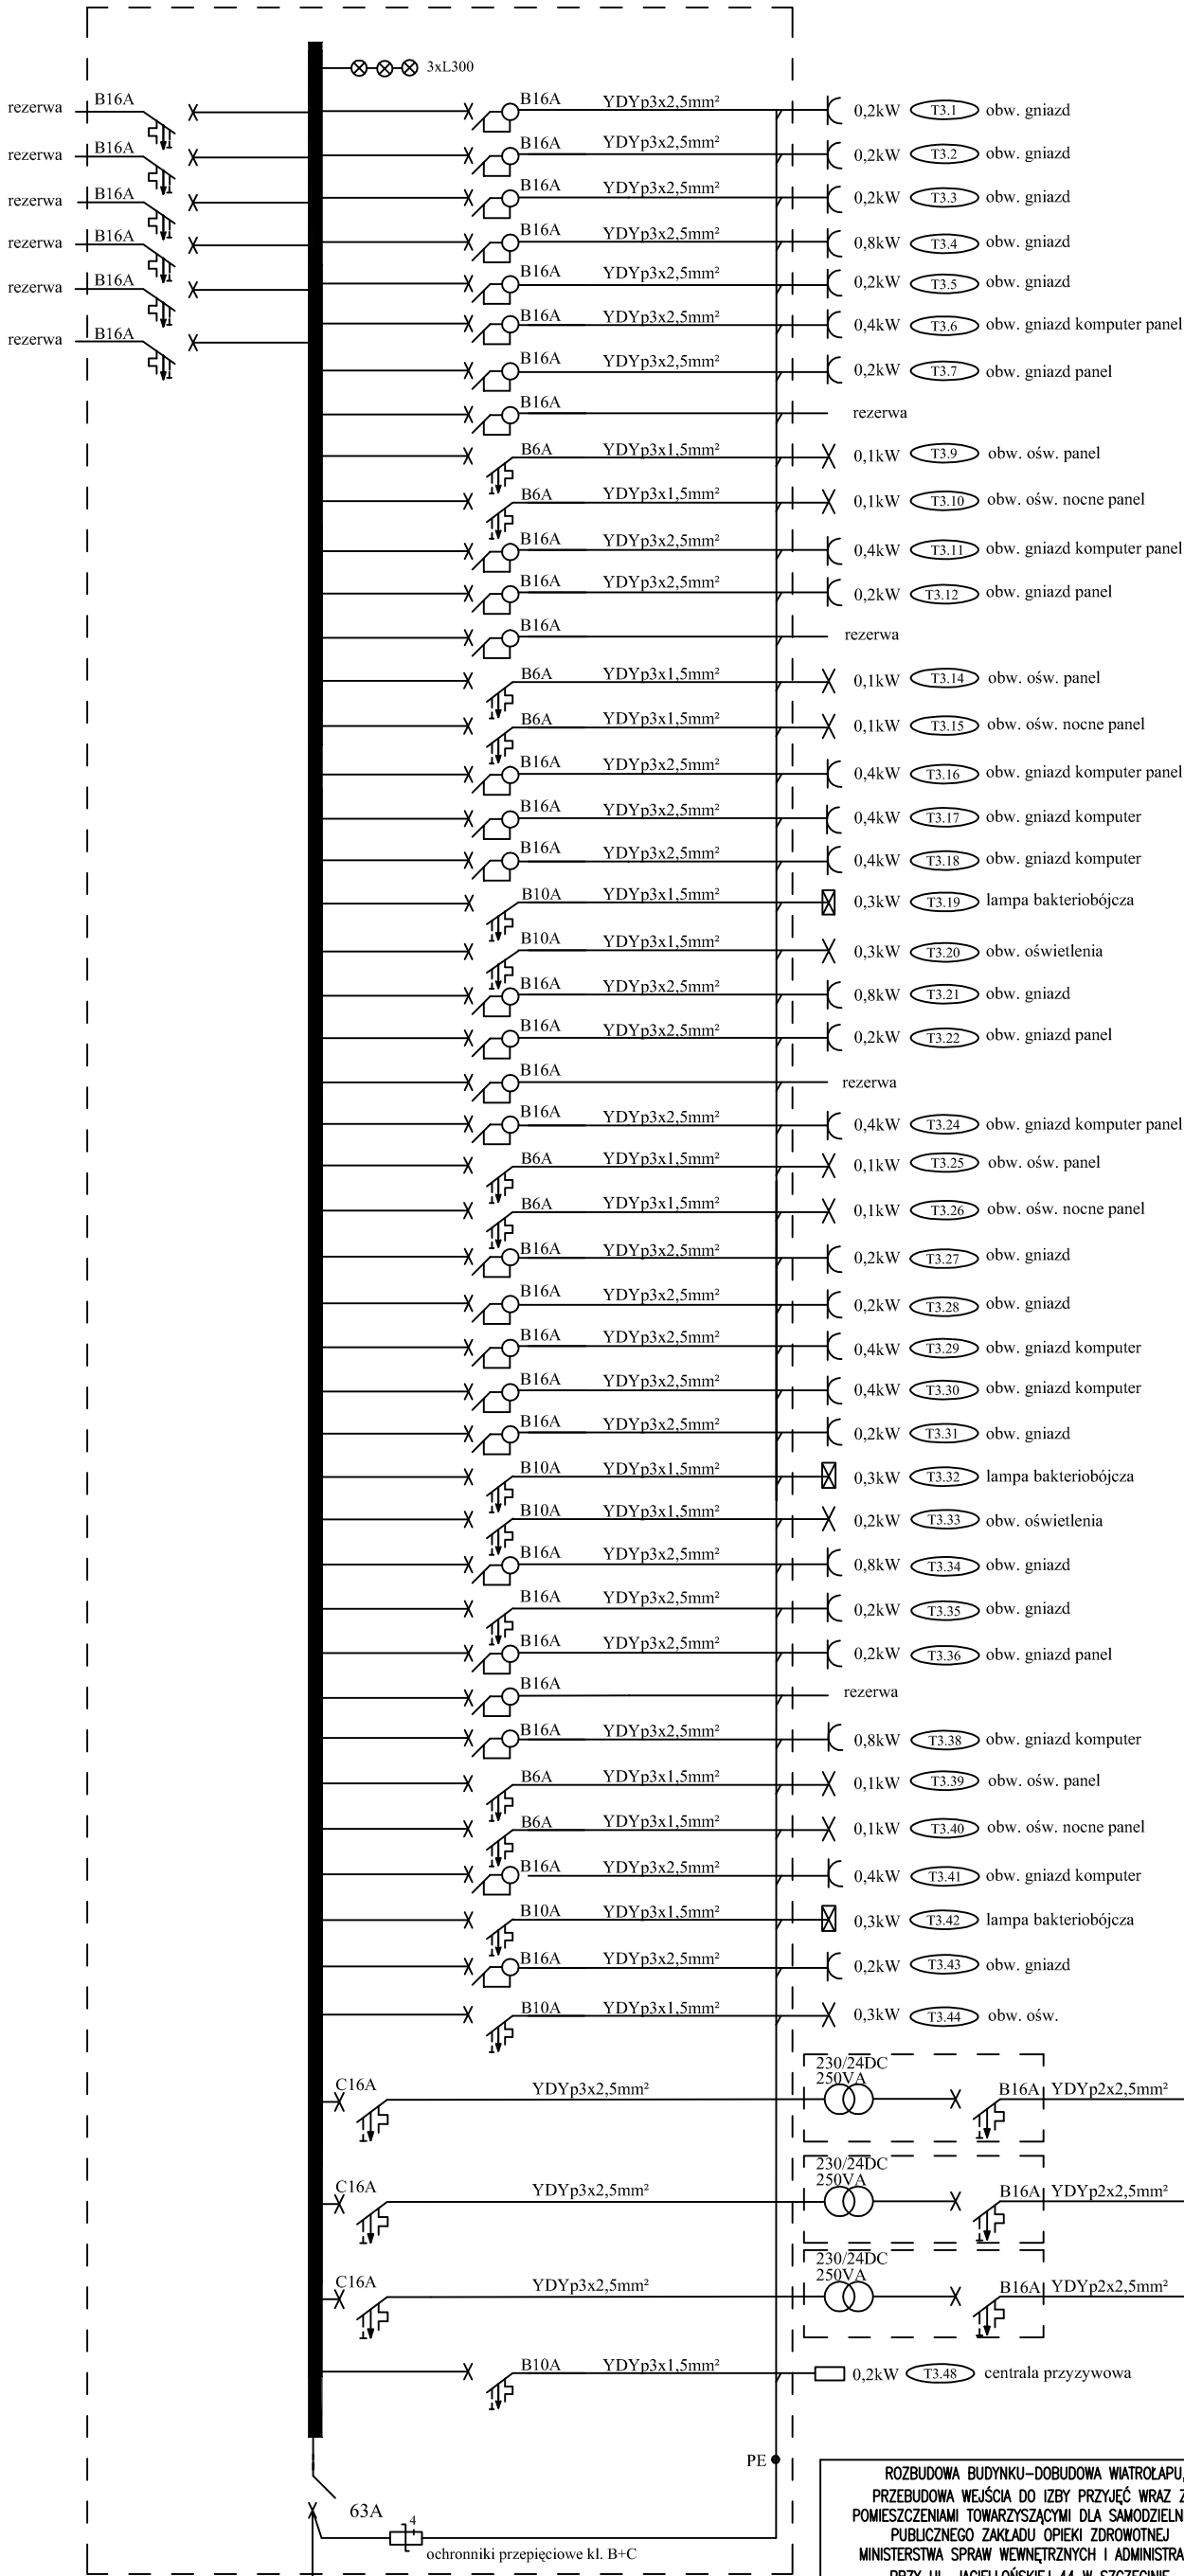 3xL300
rezerwa B16A
rezerwa B16A
rezerwa B16A
rezerwa B16A
rezerwa B16A
rezerwa B16A
B16A YDYp3x2,5mm² 0,2kW T3.1 obw. gniazd
B16A YDYp3x2,5mm² 0,2kW T3.2 obw. gniazd
B16A YDYp3x2,5mm² 0,2kW T3.3 obw. gniazd
B16A YDYp3x2,5mm² 0,8kW T3.4 obw. gniazd
B16A YDYp3x2,5mm² 0,2kW T3.5 obw. gniazd
B16A YDYp3x2,5mm² 0,4kW T3.6 obw. gniazd komputer panel
B16A YDYp3x2,5mm² 0,2kW T3.7 obw. gniazd panel
B16A rezerwa
B6A YDYp3x1,5mm² 0,1kW T3.9 obw. ośw. panel
B6A YDYp3x1,5mm² 0,1kW T3.10 obw. ośw. nocne panel
B16A YDYp3x2,5mm² 0,4kW T3.11 obw. gniazd komputer panel
B16A YDYp3x2,5mm² 0,2kW T3.12 obw. gniazd panel
B16A rezerwa
B6A YDYp3x1,5mm² 0,1kW T3.14 obw. ośw. panel
B6A YDYp3x1,5mm² 0,1kW T3.15 obw. ośw. nocne panel
B16A YDYp3x2,5mm² 0,4kW T3.16 obw. gniazd komputer panel
B16A YDYp3x2,5mm² 0,4kW T3.17 obw. gniazd komputer
B16A YDYp3x2,5mm² 0,4kW T3.18 obw. gniazd komputer
B10A YDYp3x1,5mm² 0,3kW T3.19 lampa bakteriobójcza
B10A YDYp3x1,5mm² 0,3kW T3.20 obw. oświetlenia
B16A YDYp3x2,5mm² 0,8kW T3.21 obw. gniazd
B16A YDYp3x2,5mm² 0,2kW T3.22 obw. gniazd panel
B16A rezerwa
B16A YDYp3x2,5mm² 0,4kW T3.24 obw. gniazd komputer panel
B6A YDYp3x1,5mm² 0,1kW T3.25 obw. ośw. panel
B6A YDYp3x1,5mm² 0,1kW T3.26 obw. ośw. nocne panel
B16A YDYp3x2,5mm² 0,2kW T3.27 obw. gniazd
B16A YDYp3x2,5mm² 0,2kW T3.28 obw. gniazd
B16A YDYp3x2,5mm² 0,4kW T3.29 obw. gniazd komputer
B16A YDYp3x2,5mm² 0,4kW T3.30 obw. gniazd komputer
B16A YDYp3x2,5mm² 0,2kW T3.31 obw. gniazd
B10A YDYp3x1,5mm² 0,3kW T3.32 lampa bakteriobójcza
B10A YDYp3x1,5mm² 0,2kW T3.33 obw. oświetlenia
B16A YDYp3x2,5mm² 0,8kW T3.34 obw. gniazd
B16A YDYp3x2,5mm² 0,2kW T3.35 obw. gniazd
B16A YDYp3x2,5mm² 0,2kW T3.36 obw. gniazd panel
B16A rezerwa
B16A YDYp3x2,5mm² 0,8kW T3.38 obw. gniazd komputer
B6A YDYp3x1,5mm² 0,1kW T3.39 obw. ośw. panel
B6A YDYp3x1,5mm² 0,1kW T3.40 obw. ośw. nocne panel
B16A YDYp3x2,5mm² 0,4kW T3.41 obw. gniazd komputer
B10A YDYp3x1,5mm² 0,3kW T3.42 lampa bakteriobójcza
B16A YDYp3x2,5mm² 0,2kW T3.43 obw. gniazd
B10A YDYp3x1,5mm² 0,3kW T3.44 obw. ośw.
230/24DC
250VA
C16A YDYp3x2,5mm² B16A YDYp2x2,5mm²
230/24DC
250VA
C16A YDYp3x2,5mm² B16A YDYp2x2,5mm²
230/24DC
250VA
C16A YDYp3x2,5mm² B16A YDYp2x2,5mm²
B10A YDYp3x1,5mm² 0,2kW T3.48 centrala przyzywowa
PE
63A
4
ochronniki przepięciowe kl. B+C
ROZBUDOWA BUDYNKU-DOBUDOWA WIATROŁAPU,
PRZEBUDOWA WEJŚCIA DO IZBY PRZYJĘĆ WRAZ Z
POMIESZCZENIAMI TOWARZYSZĄCYMI DLA SAMODZIELN
PUBLICZNEGO ZAKŁADU OPIEKI ZDROWOTNEJ
MINISTERSTWA SPRAW WEWNĘTRZNYCH I ADMINISTRA
PRZY UL. JAGIELLOŃSKIEJ 44 W SZCZECINIE